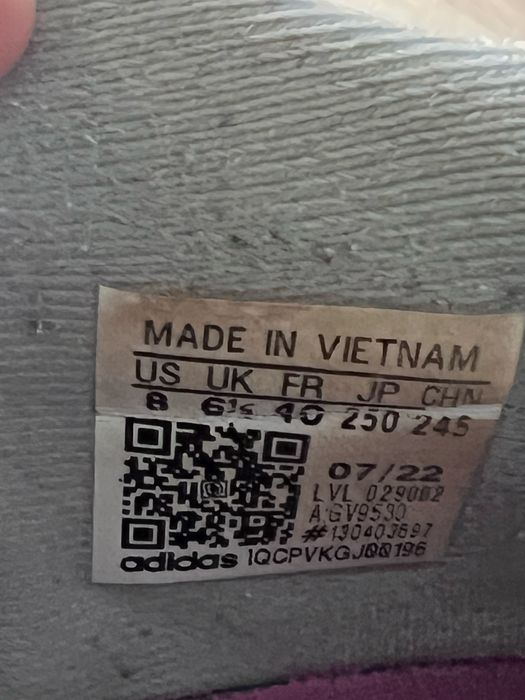 MADE IN VIETNAM
US UK FR JP CHN
8 6½ 40 250 245
07/22
LVL 029002
#130403697
adidas 1QCPVKGJ00196